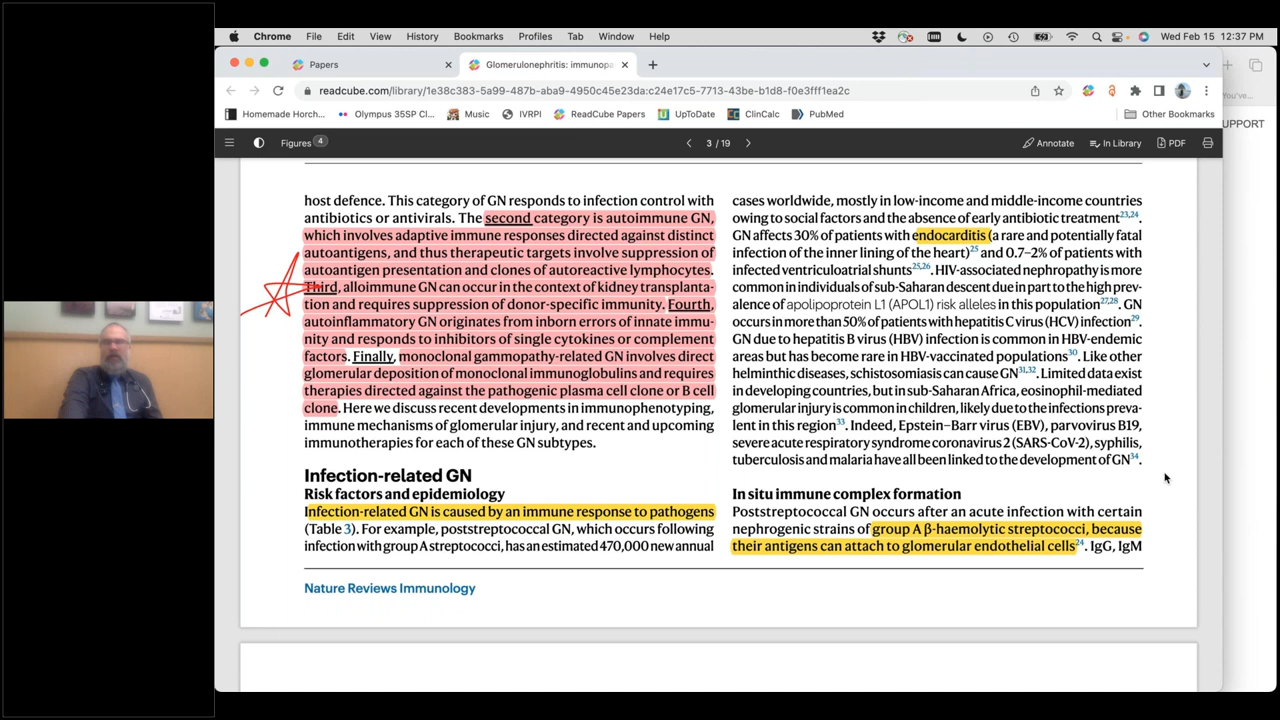 Chrome File Edit View History Bookmarks Profiles Tab Window Help Wed Feb 15 12:37 PM
Papers
Glomerulonephritis: immunopa
readcube.com/library/1e38c383-5a99-487b-aba9-4950c45e23da:c24e17c5-7713-43be-b1d8-f0e3fff1ea2c
You've...
Homemade Horch... Olympus 35SP Cl... Music IVRPI ReadCube Papers UpToDate ClinCalc PubMed Other Bookmarks
UPPORT
Figures 4 3 / 19 Annotate In Library PDF
host defence. This category of GN responds to infection control with
antibiotics or antivirals. The second category is autoimmune GN,
which involves adaptive immune responses directed against distinct
autoantigens, and thus therapeutic targets involve suppression of
autoantigen presentation and clones of autoreactive lymphocytes.
Third, alloimmune GN can occur in the context of kidney transplanta-
tion and requires suppression of donor-specific immunity. Fourth,
autoinflammatory GN originates from inborn errors of innate immu-
nity and responds to inhibitors of single cytokines or complement
factors. Finally, monoclonal gammopathy-related GN involves direct
glomerular deposition of monoclonal immunoglobulins and requires
therapies directed against the pathogenic plasma cell clone or B cell
clone. Here we discuss recent developments in immunophenotyping,
immune mechanisms of glomerular injury, and recent and upcoming
immunotherapies for each of these GN subtypes.
Infection-related GN
Risk factors and epidemiology
Infection-related GN is caused by an immune response to pathogens
(Table 3). For example, poststreptococcal GN, which occurs following
infection with group A streptococci, has an estimated 470,000 new annual
cases worldwide, mostly in low-income and middle-income countries
owing to social factors and the absence of early antibiotic treatment23,24.
GN affects 30% of patients with endocarditis (a rare and potentially fatal
infection of the inner lining of the heart)25 and 0.7–2% of patients with
infected ventriculoatrial shunts25,26. HIV-associated nephropathy is more
common in individuals of sub-Saharan descent due in part to the high prev-
alence of apolipoprotein L1 (APOL1) risk alleles in this population27,28. GN
occurs in more than 50% of patients with hepatitis C virus (HCV) infection29.
GN due to hepatitis B virus (HBV) infection is common in HBV-endemic
areas but has become rare in HBV-vaccinated populations30. Like other
helminthic diseases, schistosomiasis can cause GN31,32. Limited data exist
in developing countries, but in sub-Saharan Africa, eosinophil-mediated
glomerular injury is common in children, likely due to the infections preva-
lent in this region33. Indeed, Epstein–Barr virus (EBV), parvovirus B19,
severe acute respiratory syndrome coronavirus 2 (SARS-CoV-2), syphilis,
tuberculosis and malaria have all been linked to the development of GN34.
In situ immune complex formation
Poststreptococcal GN occurs after an acute infection with certain
nephrogenic strains of group A β-haemolytic streptococci, because
their antigens can attach to glomerular endothelial cells24. IgG, IgM
Nature Reviews Immunology